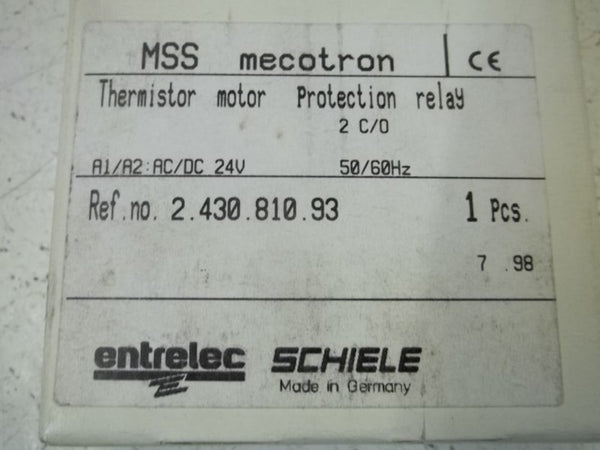 MSS mecotron CE
Thermistor motor Protection relay
2 C/O
A1/A2:AC/DC 24V 50/60Hz
Ref.no. 2.430.810.93 1 Pcs.
7 .98
entrelec SCHIELE
Made in Germany